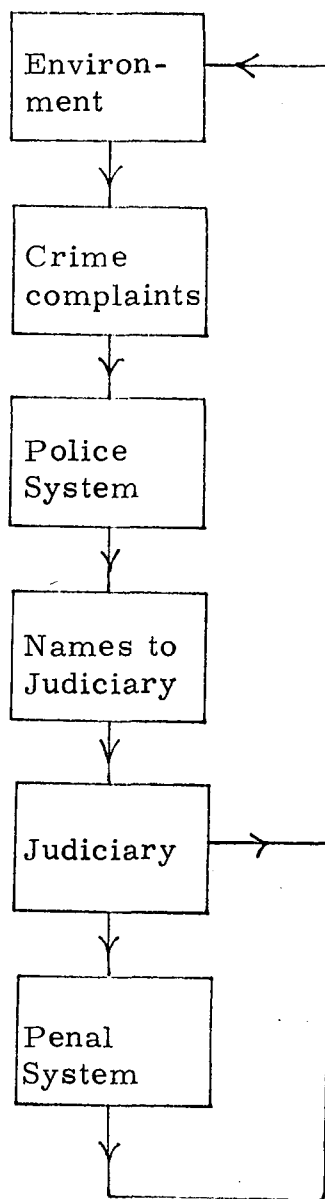 Environ-
ment
Crime
complaints
Police
System
Names to
Judiciary
Judiciary
Penal
System